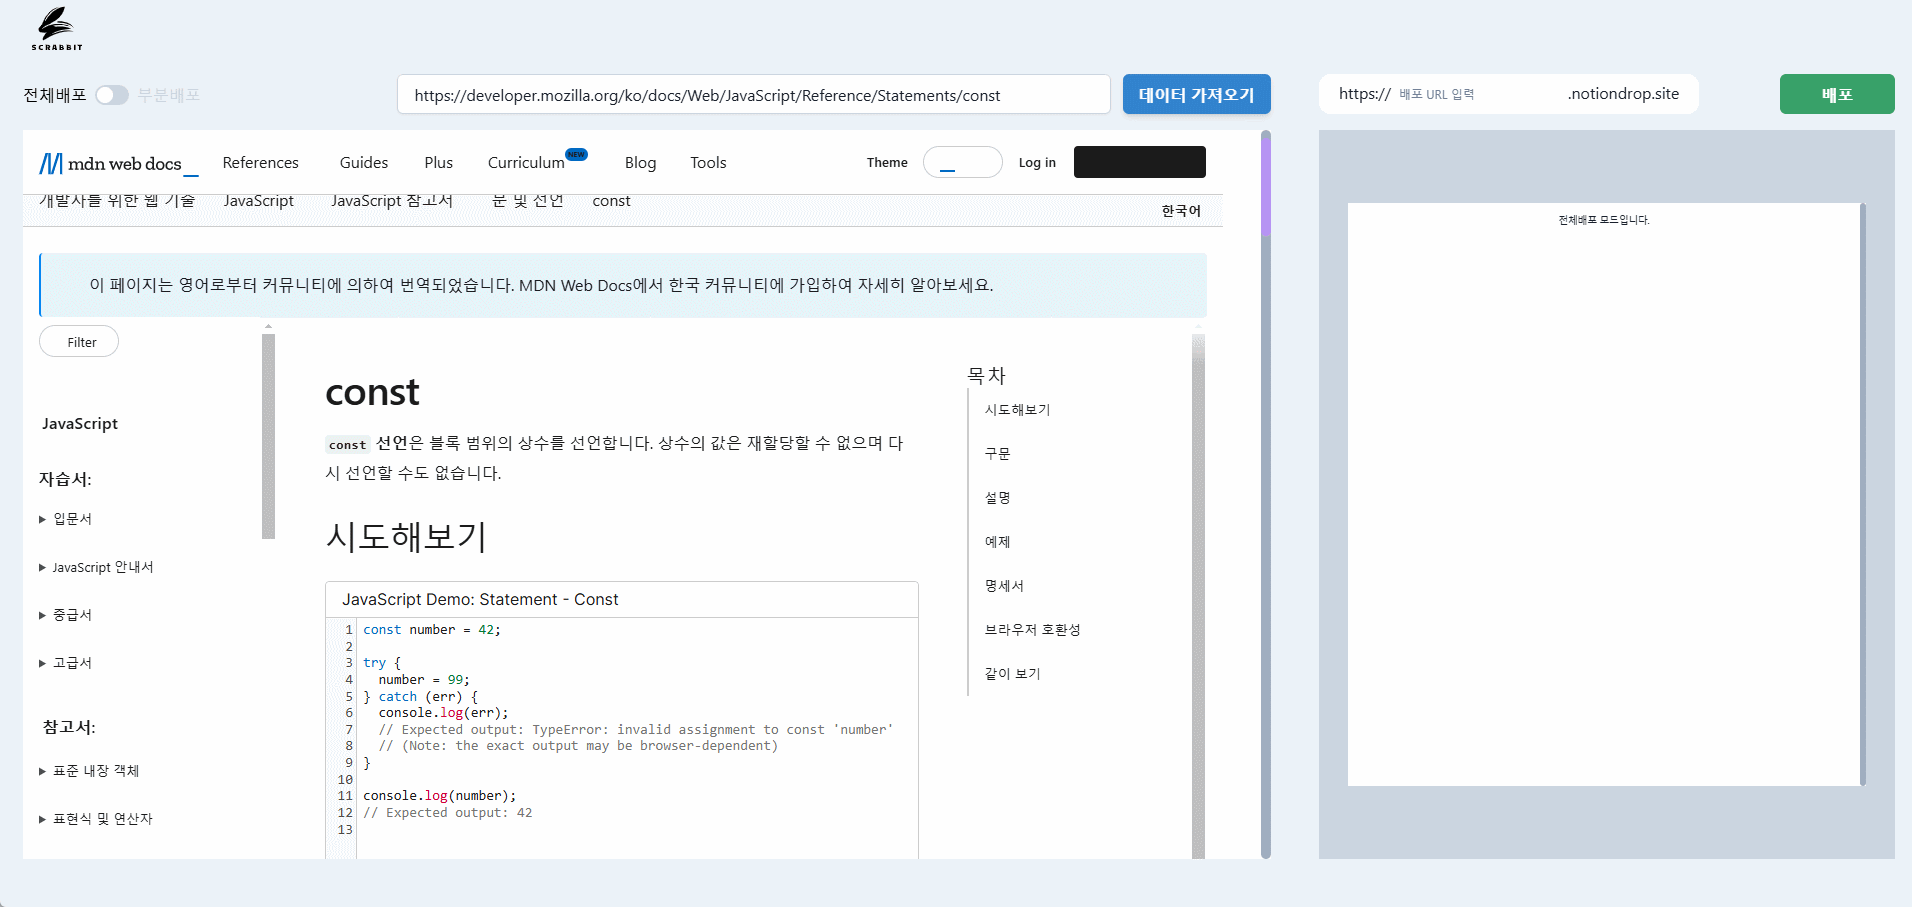 SCRABBIT
전체배포 부분배포
https://developer.mozilla.org/ko/docs/Web/JavaScript/Reference/Statements/const
데이터 가져오기
https:// 배포 URL 입력 .notiondrop.site
배포
mdn web docs_
References Guides Plus Curriculum NEW Blog Tools
Theme Log in
개발자를 위한 웹 기술 JavaScript JavaScript 참고서 문 및 선언 const
한국어
이 페이지는 영어로부터 커뮤니티에 의하여 번역되었습니다. MDN Web Docs에서 한국 커뮤니티에 가입하여 자세히 알아보세요.
Filter
JavaScript
자습서:
입문서
JavaScript 안내서
중급서
고급서
참고서:
표준 내장 객체
표현식 및 연산자
const
const 선언은 블록 범위의 상수를 선언합니다. 상수의 값은 재할당할 수 없으며 다
시 선언할 수도 없습니다.
시도해보기
JavaScript Demo: Statement - Const
1 const number = 42;
2
3 try {
4   number = 99;
5 } catch (err) {
6   console.log(err);
7   // Expected output: TypeError: invalid assignment to const 'number'
8   // (Note: the exact output may be browser-dependent)
9 }
10
11 console.log(number);
12 // Expected output: 42
13
목차
시도해보기
구문
설명
예제
명세서
브라우저 호환성
같이 보기
전체배포 모드입니다.